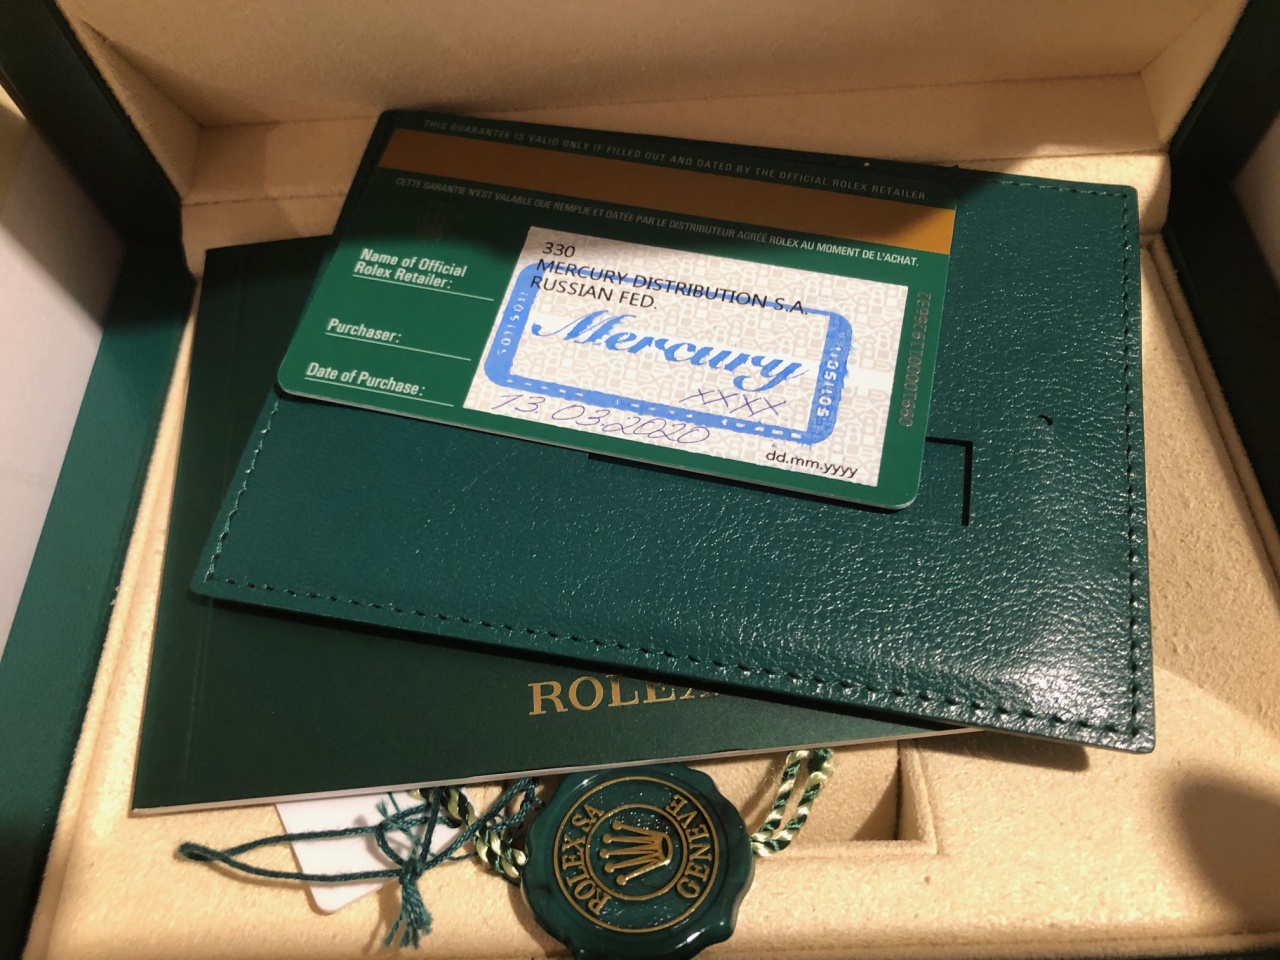 THIS GUARANTEE IS VALID ONLY IF FILLED OUT AND DATED BY THE OFFICIAL ROLEX RETAILER
CETTE GARANTIE N'EST VALABLE QUE REMPLIE ET DATÉE PAR LE DISTRIBUTEUR AGRÉÉ ROLEX AU MOMENT DE L'ACHAT.
Name of Official
Rolex Retailer:
330
MERCURY DISTRIBUTION S.A.
RUSSIAN FED.
Mercury
Purchaser:
XXXX
Date of Purchase:
13.03.2020
dd.mm.yyyy
501150
ROLEX
ROLEX SA
GENEVE